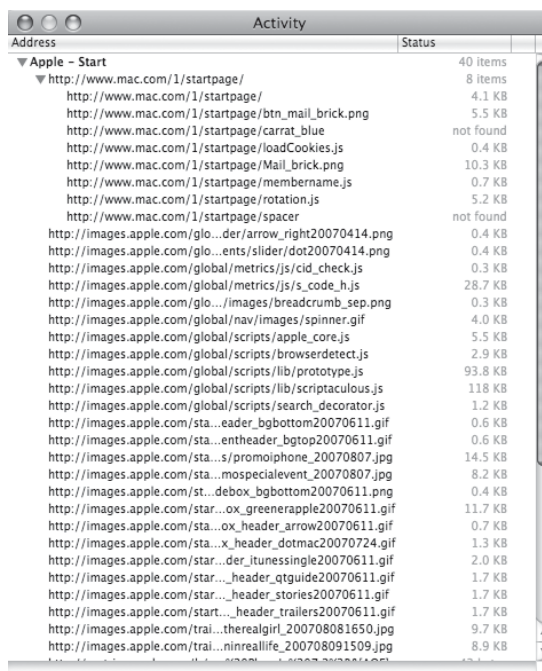 Activity
Address Status
Apple – Start 40 items
http://www.mac.com/1/startpage/ 8 items
http://www.mac.com/1/startpage/ 4.1 KB
http://www.mac.com/1/startpage/btn_mail_brick.png 5.5 KB
http://www.mac.com/1/startpage/carrat_blue not found
http://www.mac.com/1/startpage/loadCookies.js 0.4 KB
http://www.mac.com/1/startpage/Mail_brick.png 10.3 KB
http://www.mac.com/1/startpage/membername.js 0.7 KB
http://www.mac.com/1/startpage/rotation.js 5.2 KB
http://www.mac.com/1/startpage/spacer not found
http://images.apple.com/glo...der/arrow_right20070414.png 0.4 KB
http://images.apple.com/glo...ents/slider/dot20070414.png 0.4 KB
http://images.apple.com/global/metrics/js/cid_check.js 0.3 KB
http://images.apple.com/global/metrics/js/s_code_h.js 28.7 KB
http://images.apple.com/glo.../images/breadcrumb_sep.png 0.3 KB
http://images.apple.com/global/nav/images/spinner.gif 4.0 KB
http://images.apple.com/global/scripts/apple_core.js 5.5 KB
http://images.apple.com/global/scripts/browserdetect.js 2.9 KB
http://images.apple.com/global/scripts/lib/prototype.js 93.8 KB
http://images.apple.com/global/scripts/lib/scriptaculous.js 118 KB
http://images.apple.com/global/scripts/search_decorator.js 1.2 KB
http://images.apple.com/sta...eader_bgbottom20070611.gif 0.6 KB
http://images.apple.com/sta...entheader_bgtop20070611.gif 0.6 KB
http://images.apple.com/sta...s/promoiphone_20070807.jpg 14.5 KB
http://images.apple.com/sta...mospecialevent_20070807.jpg 8.2 KB
http://images.apple.com/st...debox_bgbottom20070611.png 0.4 KB
http://images.apple.com/star...ox_greenerapple20070611.gif 11.7 KB
http://images.apple.com/sta...ox_header_arrow20070611.gif 0.7 KB
http://images.apple.com/sta...x_header_dotmac20070724.gif 1.3 KB
http://images.apple.com/star...der_itunessingle20070611.gif 2.0 KB
http://images.apple.com/star..._header_qtguide20070611.gif 1.7 KB
http://images.apple.com/star..._header_stories20070611.gif 1.7 KB
http://images.apple.com/start..._header_trailers20070611.gif 1.7 KB
http://images.apple.com/trai...therealgirl_200708081650.jpg 9.7 KB
http://images.apple.com/trai...ninreallife_200708091509.jpg 8.9 KB